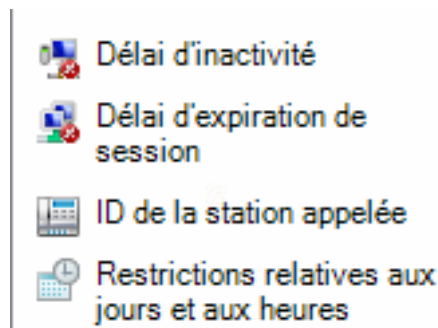 Délai d'inactivité
Délai d'expiration de
session
ID de la station appelée
Restrictions relatives aux
jours et aux heures